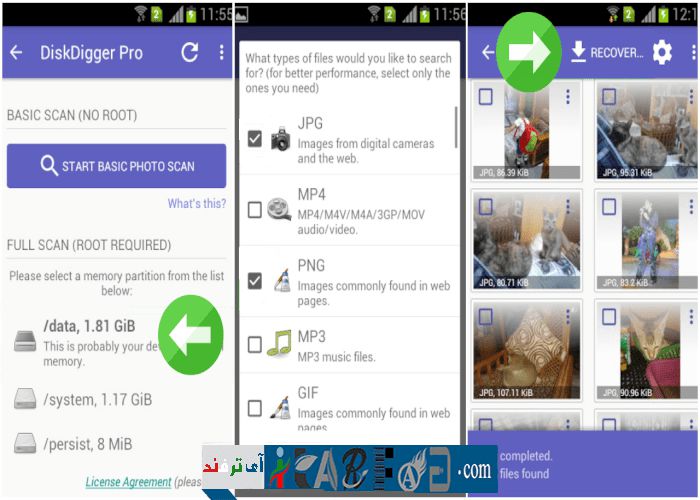 11:55
DiskDigger Pro
BASIC SCAN (NO ROOT)
START BASIC PHOTO SCAN
What's this?
FULL SCAN (ROOT REQUIRED)
Please select a memory partition from the list
below:
/data, 1.81 GiB
This is probably your de
memory.
/system, 1.17 GiB
/persist, 8 MiB
License Agreement (plea
11:56
What types of files would you like to search
for? (for better performance, select only the
ones you need)
JPG
Images from digital cameras
and the web.
MP4
MP4/M4V/M4A/3GP/MOV
audio/video.
PNG
Images commonly found in web
pages.
MP3
MP3 music files.
GIF
Images commonly found in web
pages.
12:1
RECOVER...
JPG, 86.39 KiB
JPG, 95.31 KiB
JPG, 80.71 KiB
JPG, 83.2 KiB
JPG, 107.11 KiB
JPG, 90.96 KiB
completed.
files found
آی ترفند
.com